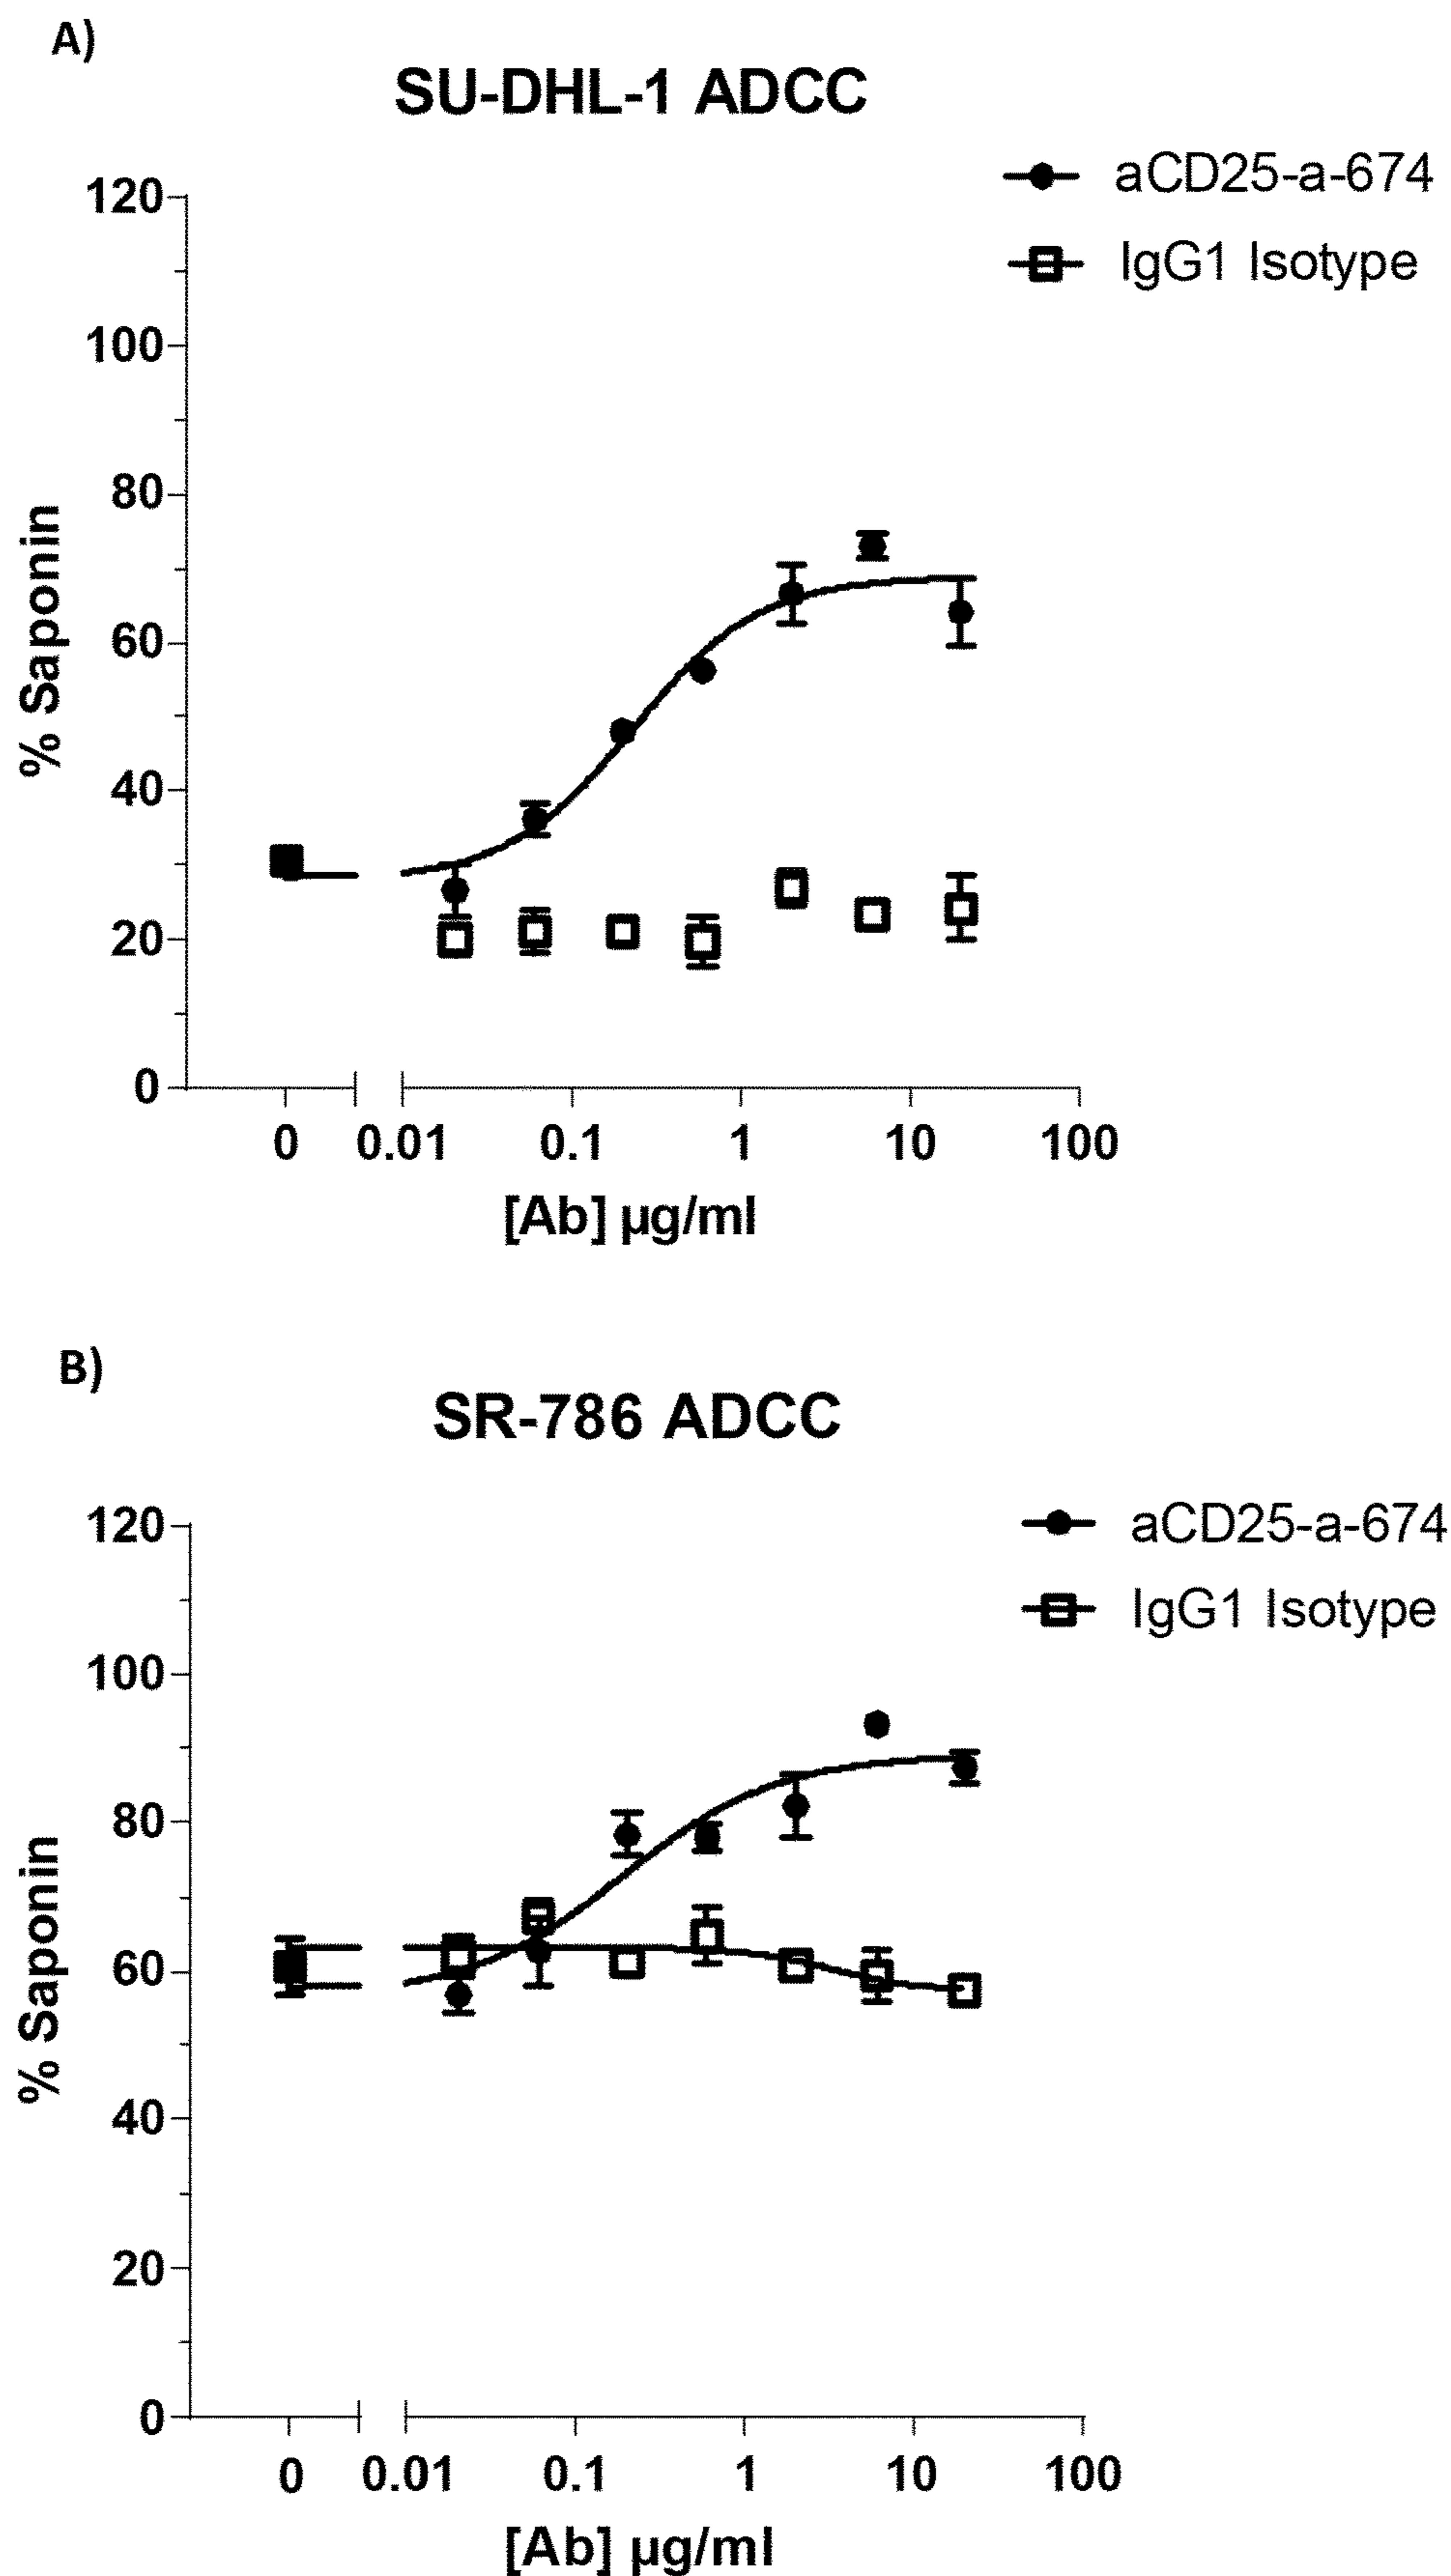 A)
SU-DHL-1 ADCC
aCD25-a-674
IgG1 Isotype
120
100
80
60
40
20
0
% Saponin
0 0.01 0.1 1 10 100
[Ab] µg/ml
B)
SR-786 ADCC
aCD25-a-674
IgG1 Isotype
120
100
80
60
40
20
0
% Saponin
0 0.01 0.1 1 10 100
[Ab] µg/ml